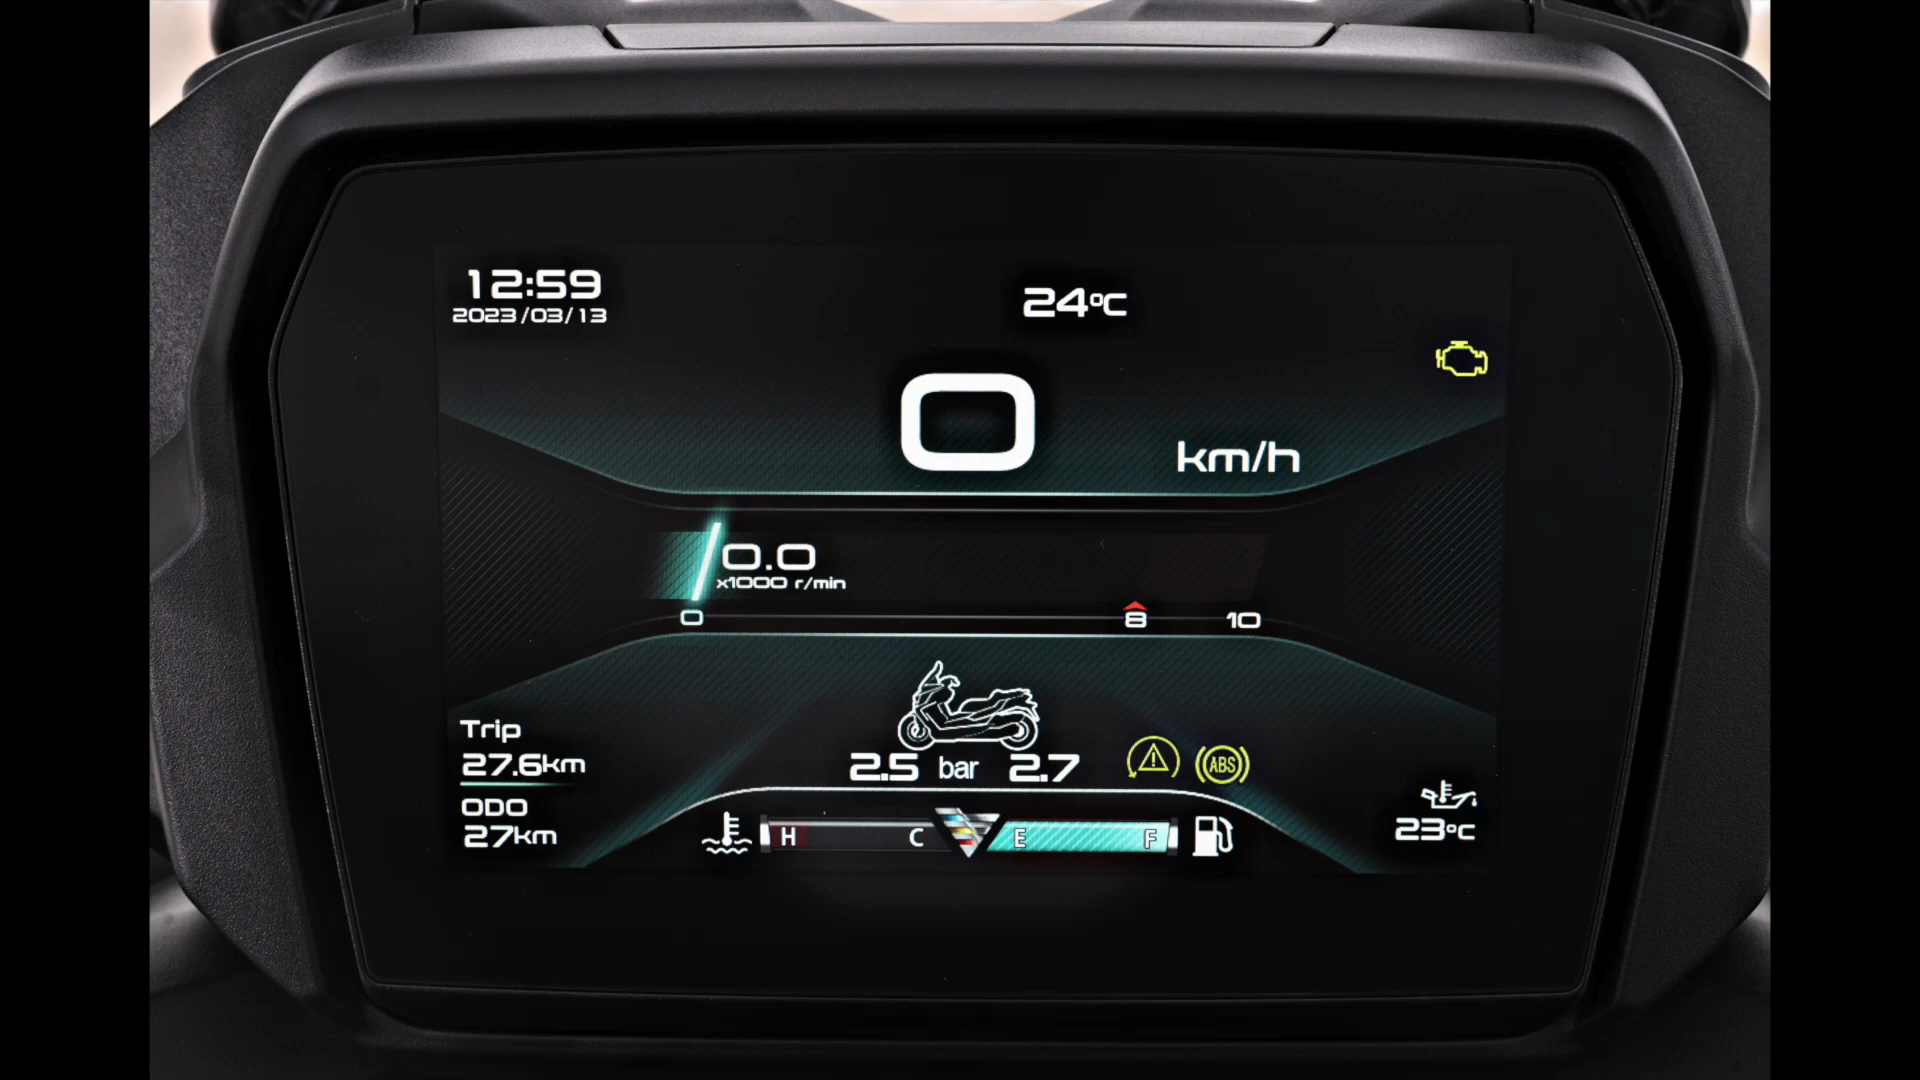 12:59
2023/03/13
24°C
0
km/h
0.0
x1000 r/min
0 8 10
Trip
27.6km
ODO
27km
2.5 bar 2.7
ABS
H C E F
23°C